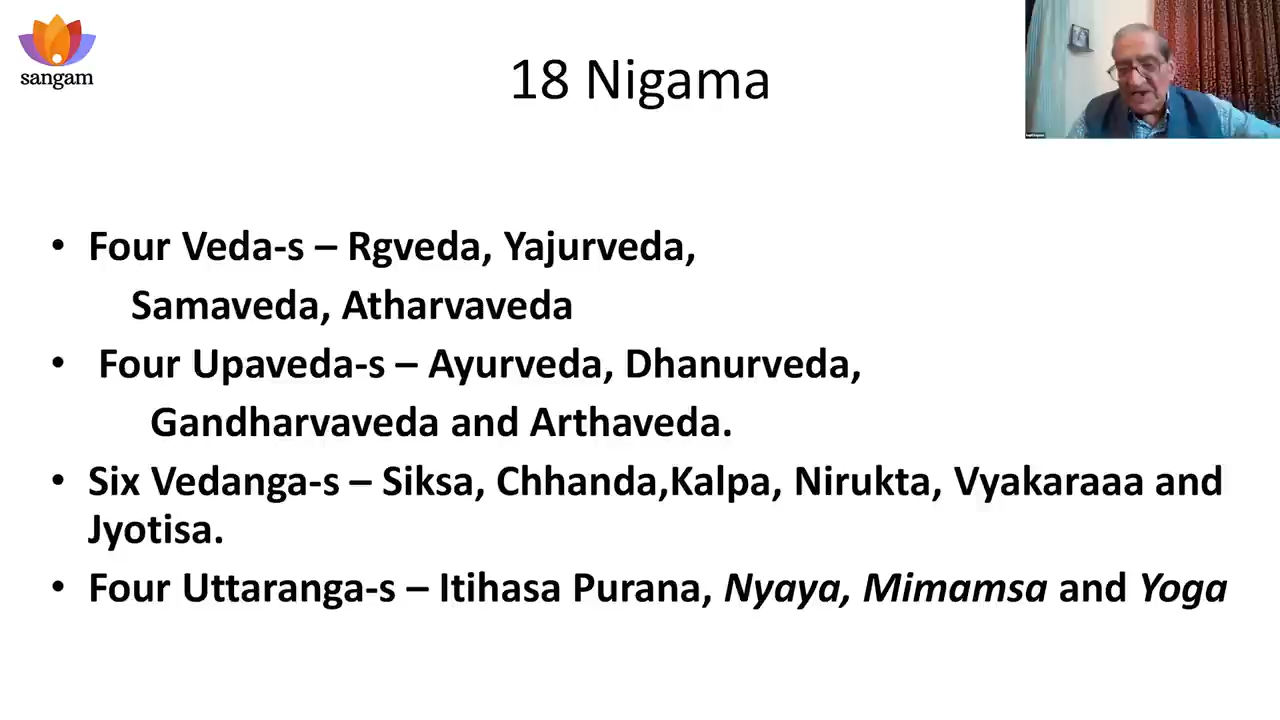 sangam
18 Nigama
• Four Veda-s – Rgveda, Yajurveda,
Samaveda, Atharvaveda
• Four Upaveda-s – Ayurveda, Dhanurveda,
Gandharvaveda and Arthaveda.
• Six Vedanga-s – Siksa, Chhanda,Kalpa, Nirukta, Vyakaraaa and
Jyotisa.
• Four Uttaranga-s – Itihasa Purana, Nyaya, Mimamsa and Yoga